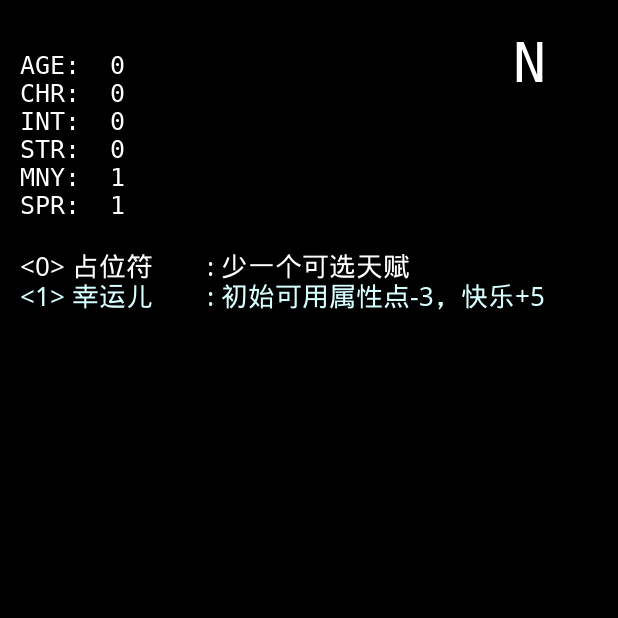 N
AGE: 0
CHR: 0
INT: 0
STR: 0
MNY: 1
SPR: 1
<0> 占位符 : 少一个可选天赋
<1> 幸运儿 : 初始可用属性点-3，快乐+5